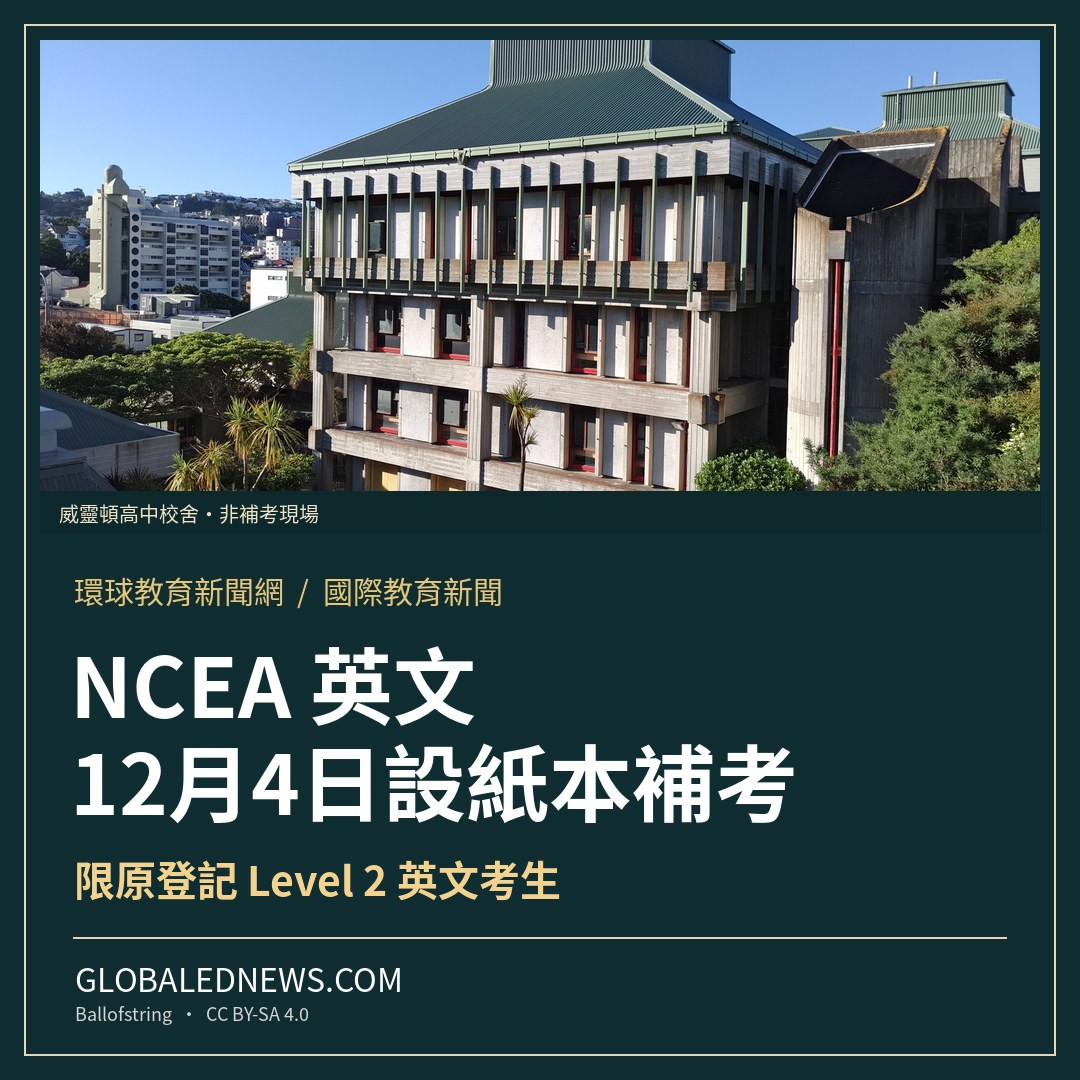 威靈頓高中校舍・非補考現場
環球教育新聞網 / 國際教育新聞
NCEA 英文
12月4日設紙本補考
限原登記 Level 2 英文考生
GLOBALEDNEWS.COM
Ballofstring ・ CC BY-SA 4.0